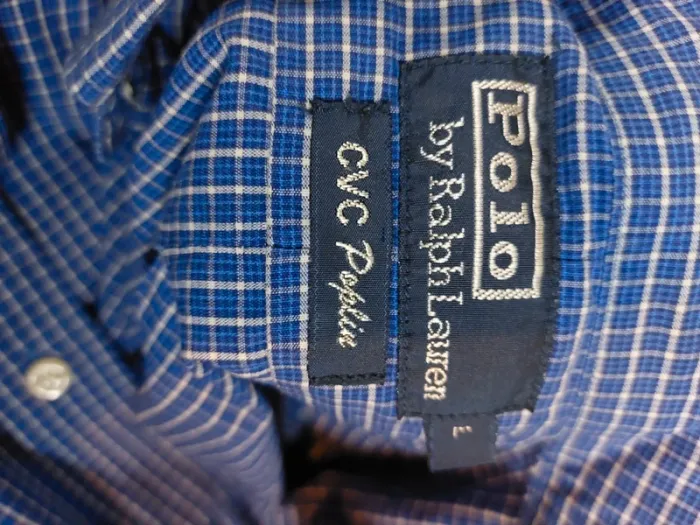 POLO
by Ralph Lauren
L
CVC Poplin